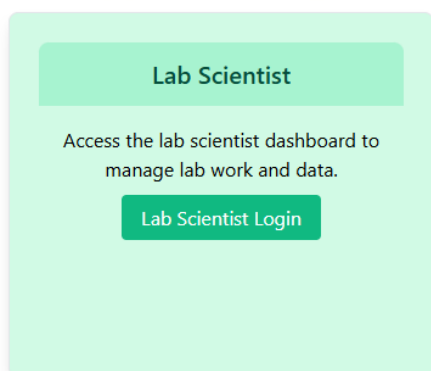 Lab Scientist
Access the lab scientist dashboard to
manage lab work and data.
Lab Scientist Login